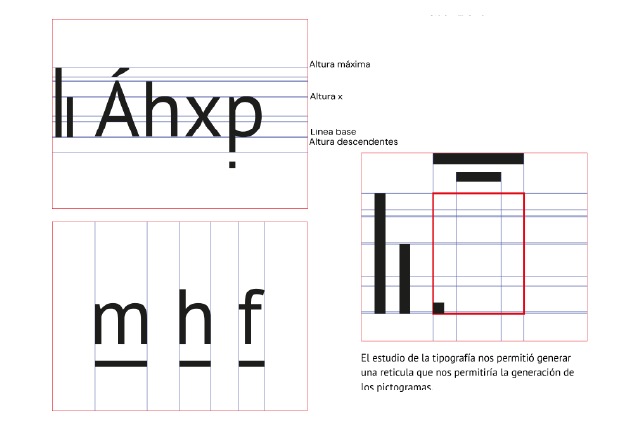 Altura máxima
Áhxp
Altura x
Línea base
Altura descendentes
m h f
El estudio de la tipografía nos permitió generar
una retícula que nos permitiría la generación de
los pictogramas